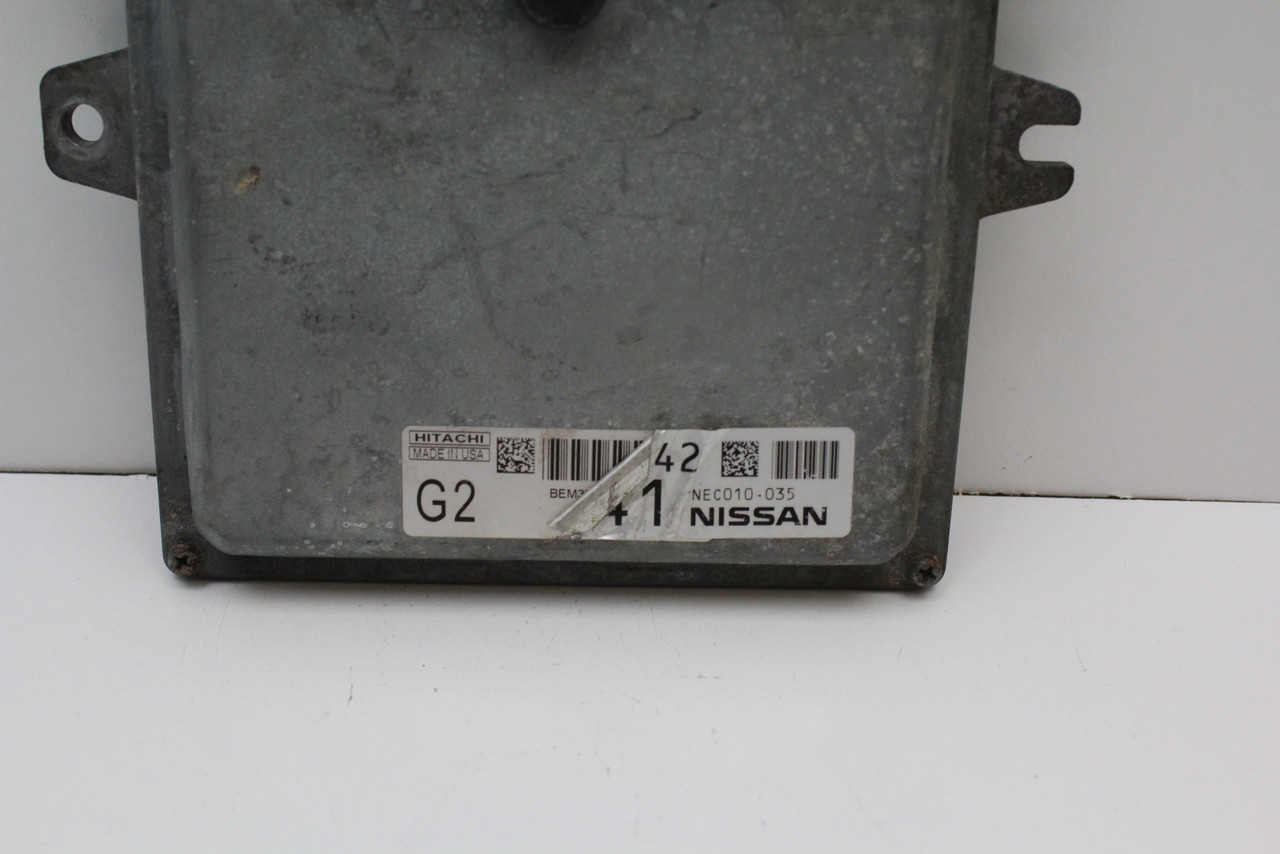 HITACHI
MADE IN USA
42
G2
41
NEC010-035
NISSAN